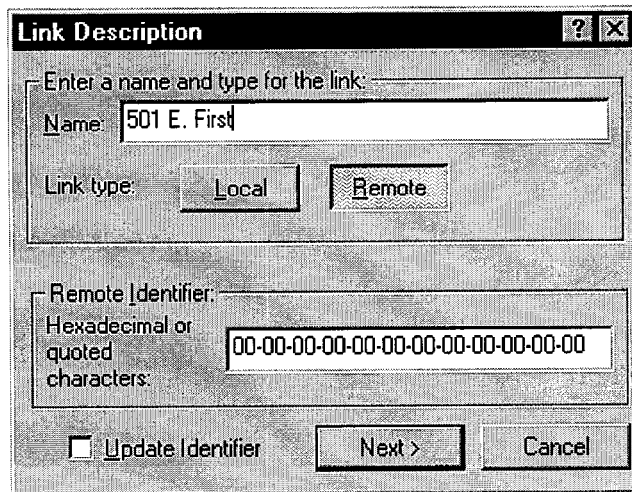 Link Description
Enter a name and type for the link:
Name: 501 E. First
Link type: Local Remote
Remote Identifier:
Hexadecimal or
quoted
characters:
00-00-00-00-00-00-00-00-00-00-00-00
Update Identifier Next > Cancel